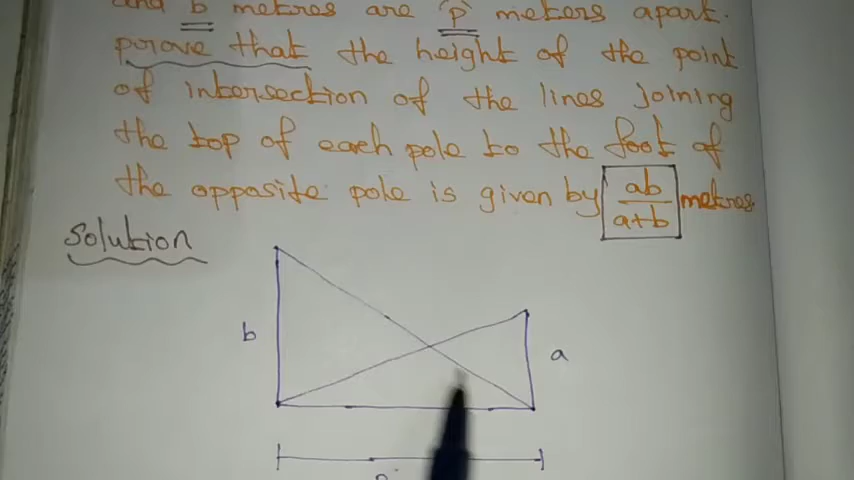 and b metres are "p" meters apart.
prove that the height of the point
of intersection of the lines joining
the top of each pole to the foot of
the opposite pole is given by ab/a+b metres.
Solution
b
a